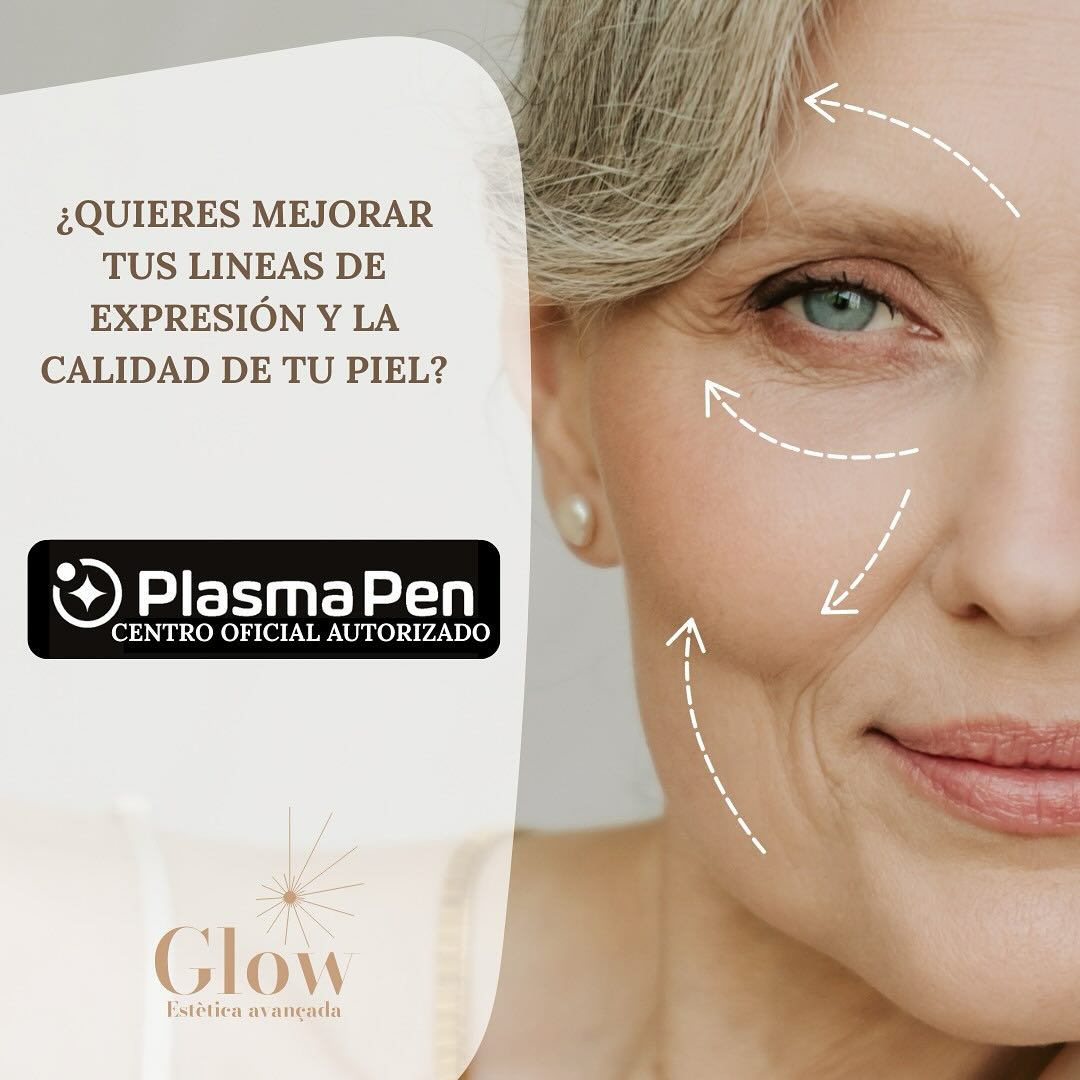 ¿QUIERES MEJORAR
TUS LINEAS DE
EXPRESIÓN Y LA
CALIDAD DE TU PIEL?
PlasmaPen
CENTRO OFICIAL AUTORIZADO
Glow
Estètica avançada